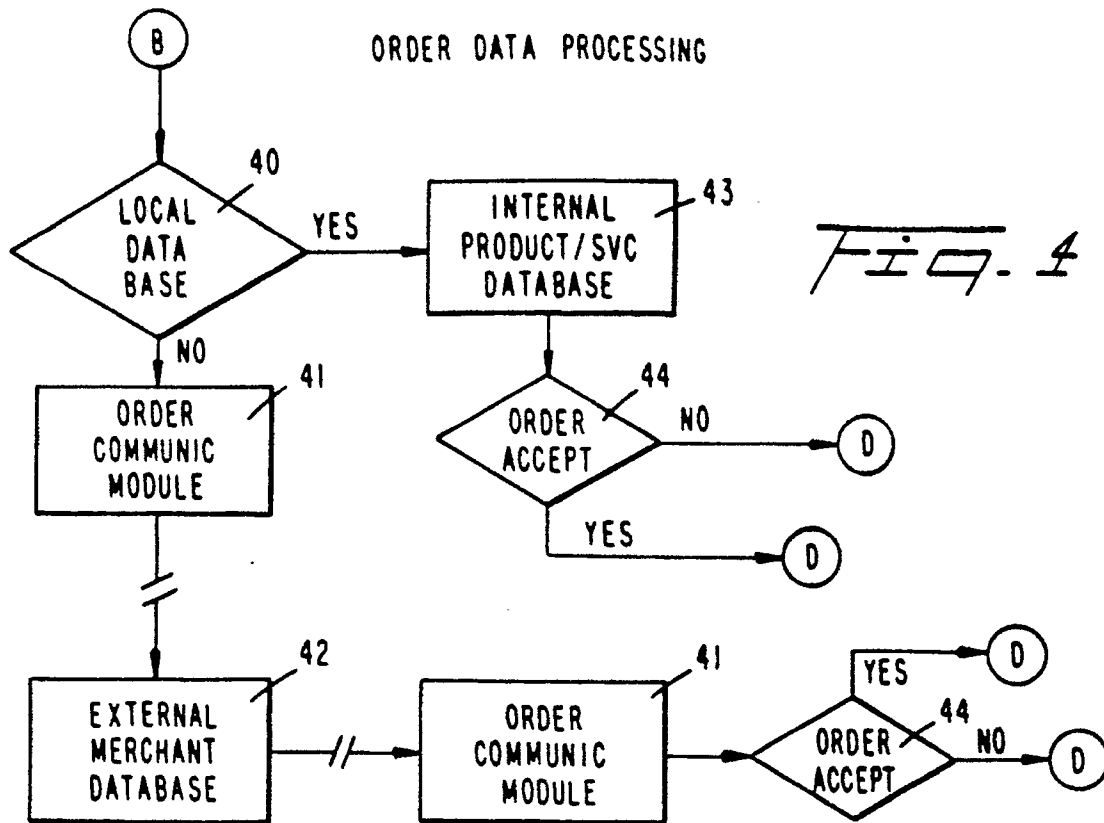 B
ORDER DATA PROCESSING
40
LOCAL
DATA
BASE
YES
NO
43
INTERNAL
PRODUCT/SVC
DATABASE
Fig. 4
44
ORDER
ACCEPT
NO
D
YES
D
41
ORDER
COMMUNIC
MODULE
42
EXTERNAL
MERCHANT
DATABASE
41
ORDER
COMMUNIC
MODULE
44
ORDER
ACCEPT
YES
D
NO
D